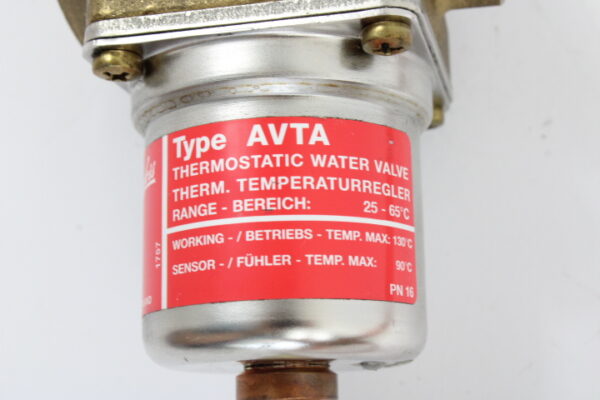 Type AVTA
THERMOSTATIC WATER VALVE
THERM. TEMPERATURREGLER
RANGE - BEREICH: 25 - 65°C
WORKING - / BETRIEBS - TEMP. MAX: 130°C
SENSOR - / FÜHLER - TEMP. MAX: 90°C
PN 16
1707